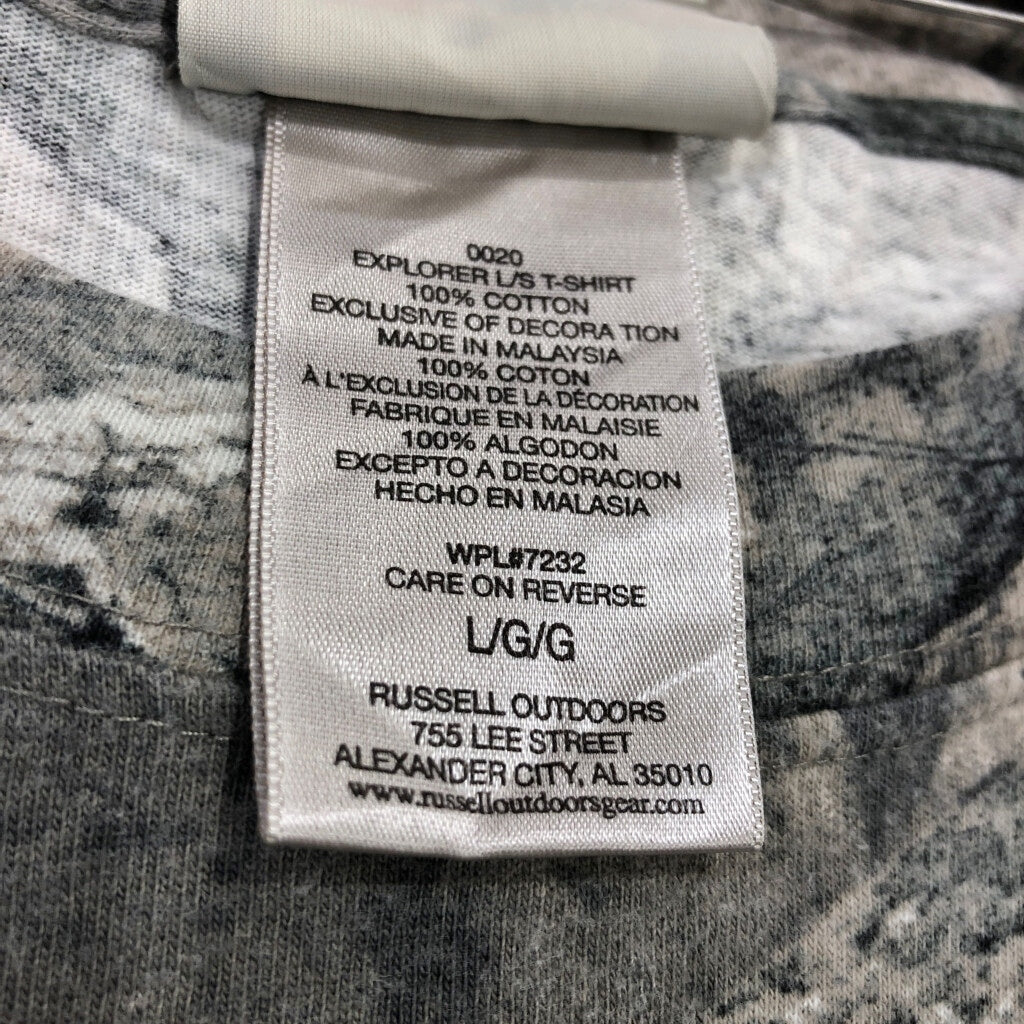 0020
EXPLORER L/S T-SHIRT
100% COTTON
EXCLUSIVE OF DECORATION
MADE IN MALAYSIA
100% COTON
À L'EXCLUSION DE LA DÉCORATION
FABRIQUE EN MALAISIE
100% ALGODON
EXCEPTO A DECORACION
HECHO EN MALASIA
WPL#7232
CARE ON REVERSE
L/G/G
RUSSELL OUTDOORS
755 LEE STREET
ALEXANDER CITY, AL 35010
www.russelloutdoorsgear.com